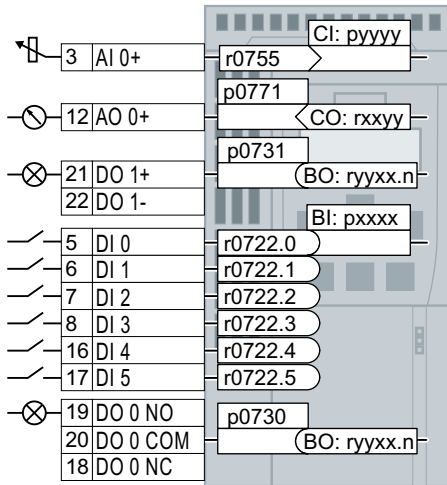 CI: pyyyy
3 AI 0+ r0755
p0771
12 AO 0+ CO: rxxyy
p0731
21 DO 1+ BO: ryyxx.n
22 DO 1-
BI: pxxxx
5 DI 0 r0722.0
6 DI 1 r0722.1
7 DI 2 r0722.2
8 DI 3 r0722.3
16 DI 4 r0722.4
17 DI 5 r0722.5
19 DO 0 NO p0730
20 DO 0 COM BO: ryyxx.n
18 DO 0 NC